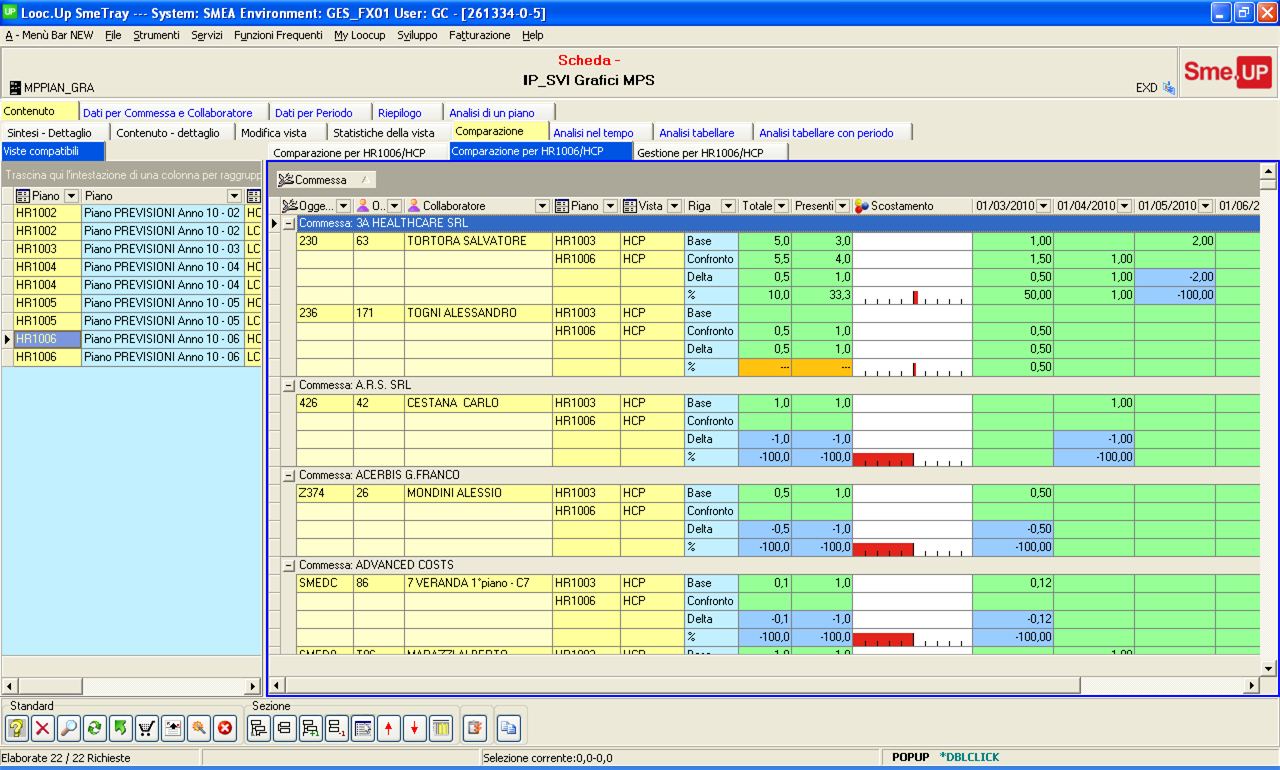 UP Looc.Up SmeTray --- System: SMEA Environment: GES_FX01 User: GC - [261334-0-5]
A - Menù Bar NEW File Strumenti Servizi Funzioni Frequenti My Loocup Sviluppo Fatturazione Help
Scheda -
IP_SVI Grafici MPS
MPPIAN_GRA
EXD
Sme.UP
Contenuto Dati per Commessa e Collaboratore Dati per Periodo Riepilogo Analisi di un piano
Sintesi - Dettaglio Contenuto - dettaglio Modifica vista Statistiche della vista Comparazione Analisi nel tempo Analisi tabellare Analisi tabellare con periodo
Viste compatibili
Comparazione per HR1006/HCP Comparazione per HR1006/HCP Gestione per HR1006/HCP
Trascina qui l'intestazione di una colonna per raggrupp
Piano Piano
HR1002 Piano PREVISIONI Anno 10 - 02 HC
HR1002 Piano PREVISIONI Anno 10 - 02 LC
HR1003 Piano PREVISIONI Anno 10 - 03 HC
HR1004 Piano PREVISIONI Anno 10 - 04 HC
HR1004 Piano PREVISIONI Anno 10 - 04 LC
HR1005 Piano PREVISIONI Anno 10 - 05 HC
HR1005 Piano PREVISIONI Anno 10 - 05 LC
HR1006 Piano PREVISIONI Anno 10 - 06 HC
HR1006 Piano PREVISIONI Anno 10 - 06 LC
Commessa
Ogge... O.. Collaboratore Piano Vista Riga Totale Presenti Scostamento 01/03/2010 01/04/2010 01/05/2010 01/06/2
Commessa: 3A HEALTHCARE SRL
230 63 TORTORA SALVATORE HR1003 HCP Base 5,0 3,0 1,00 2,00
HR1006 HCP Confronto 5,5 4,0 1,50 1,00
Delta 0,5 1,0 0,50 1,00 -2,00
% 10,0 33,3 50,00 1,00 -100,00
236 171 TOGNI ALESSANDRO HR1003 HCP Base
HR1006 HCP Confronto 0,5 1,0 0,50
Delta 0,5 1,0 0,50
% --- --- 0,50
Commessa: A.R.S. SRL
426 42 CESTANA CARLO HR1003 HCP Base 1,0 1,0 1,00
HR1006 HCP Confronto
Delta -1,0 -1,0 -1,00
% -100,0 -100,0 -100,00
Commessa: ACERBIS G.FRANCO
Z374 26 MONDINI ALESSIO HR1003 HCP Base 0,5 1,0 0,50
HR1006 HCP Confronto
Delta -0,5 -1,0 -0,50
% -100,0 -100,0 -100,00
Commessa: ADVANCED COSTS
SMEDC 86 7 VERANDA 1°piano - C7 HR1003 HCP Base 0,1 1,0 0,12
HR1006 HCP Confronto
Delta -0,1 -1,0 -0,12
% -100,0 -100,0 -100,00
Standard Sezione
Elaborate 22 / 22 Richieste Selezione corrente:0,0-0,0 POPUP *DBLCLICK